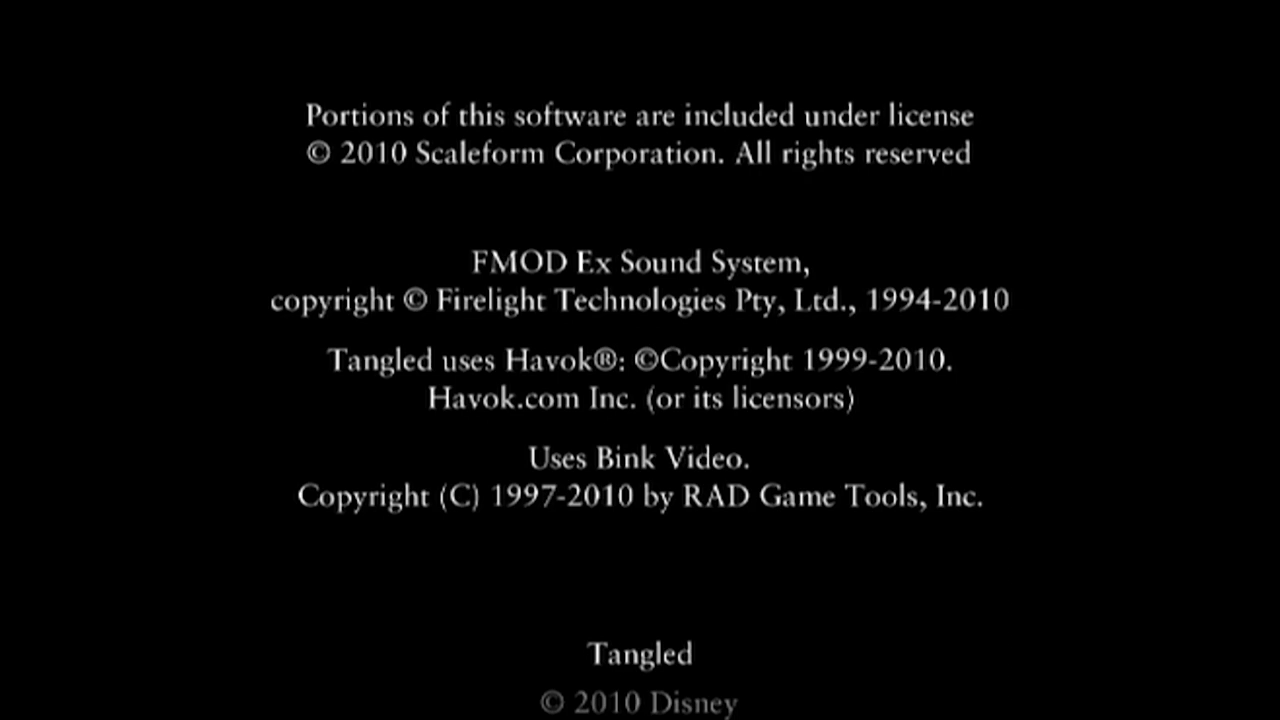 Portions of this software are included under license
© 2010 Scaleform Corporation. All rights reserved
FMOD Ex Sound System,
copyright © Firelight Technologies Pty, Ltd., 1994-2010
Tangled uses Havok®: ©Copyright 1999-2010.
Havok.com Inc. (or its licensors)
Uses Bink Video.
Copyright (C) 1997-2010 by RAD Game Tools, Inc.
Tangled
© 2010 Disney